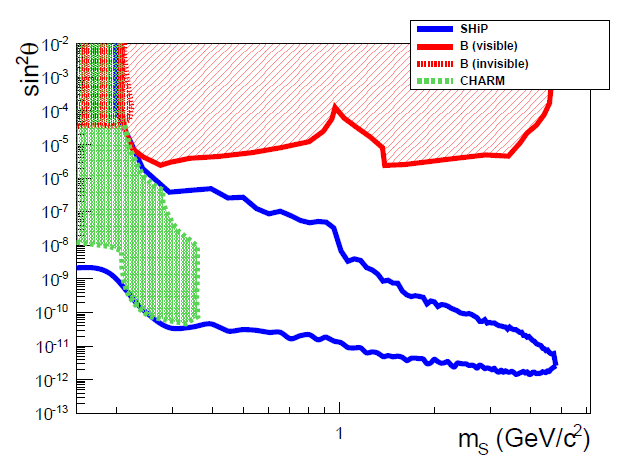 SHiP
B (visible)
B (invisible)
CHARM
sin²θ
10⁻²
10⁻³
10⁻⁴
10⁻⁵
10⁻⁶
10⁻⁷
10⁻⁸
10⁻⁹
10⁻¹⁰
10⁻¹¹
10⁻¹²
10⁻¹³
1
m_S (GeV/c²)